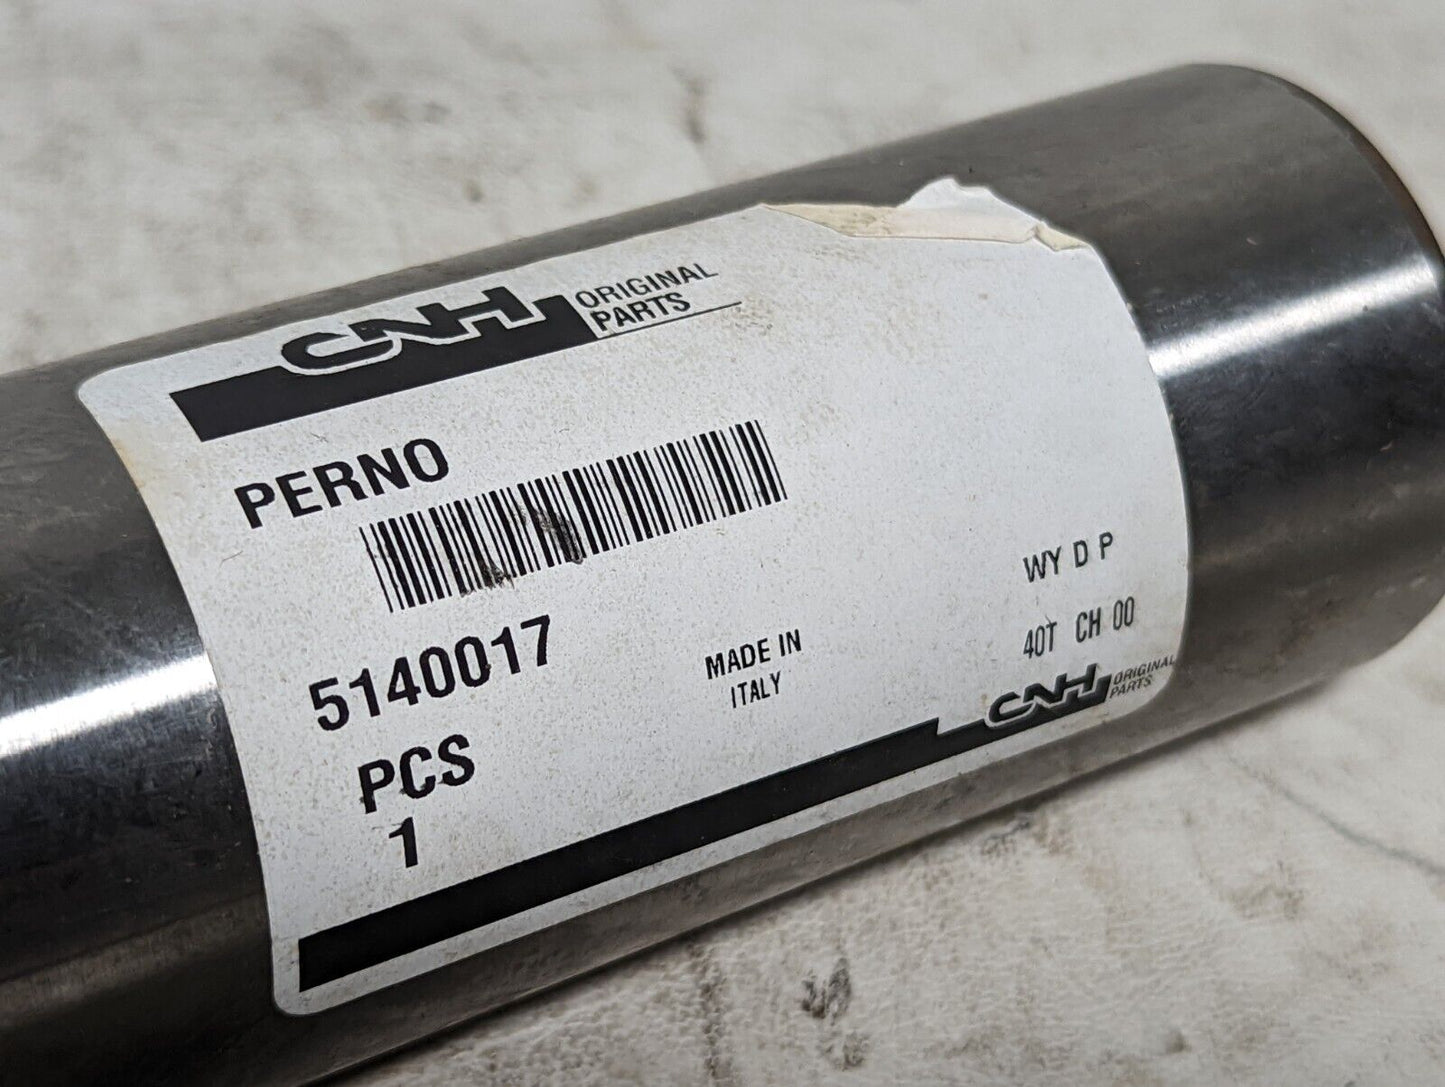 CNH ORIGINAL
PARTS
PERNO
5140017
PCS
1
MADE IN
ITALY
WY D P
40T CH 00
CNH ORIGINAL
PARTS